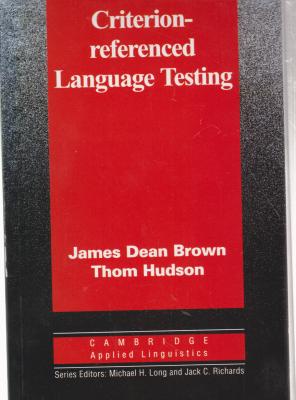 Criterion-
referenced
Language Testing
James Dean Brown
Thom Hudson
CAMBRIDGE
Applied Linguistics
Series Editors: Michael H. Long and Jack C. Richards